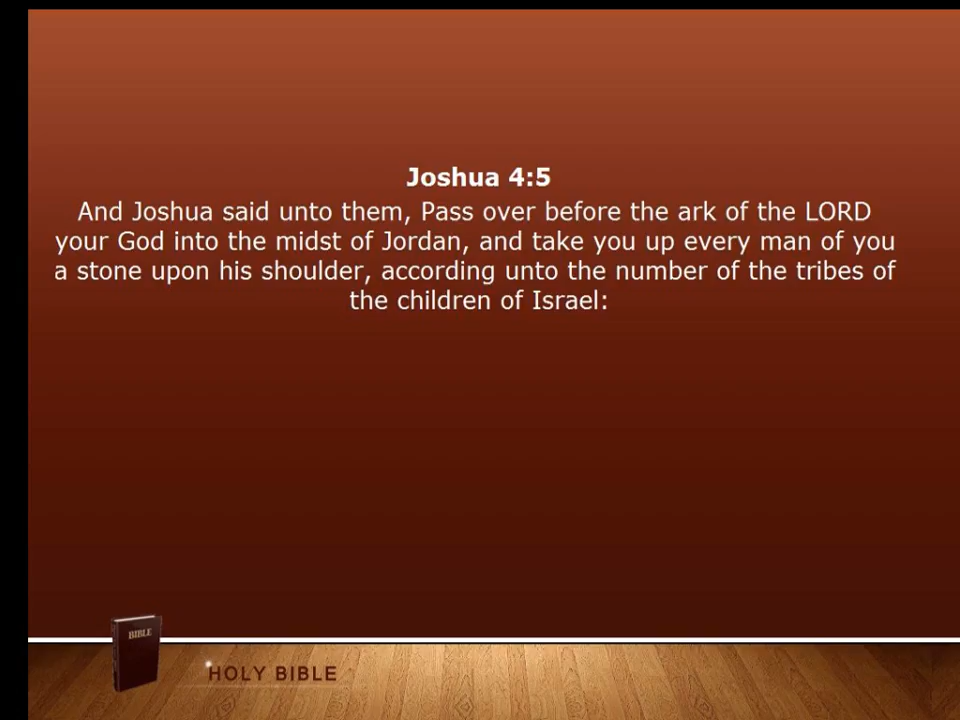 Joshua 4:5
And Joshua said unto them, Pass over before the ark of the LORD
your God into the midst of Jordan, and take you up every man of you
a stone upon his shoulder, according unto the number of the tribes of
the children of Israel:
BIBLE
HOLY BIBLE